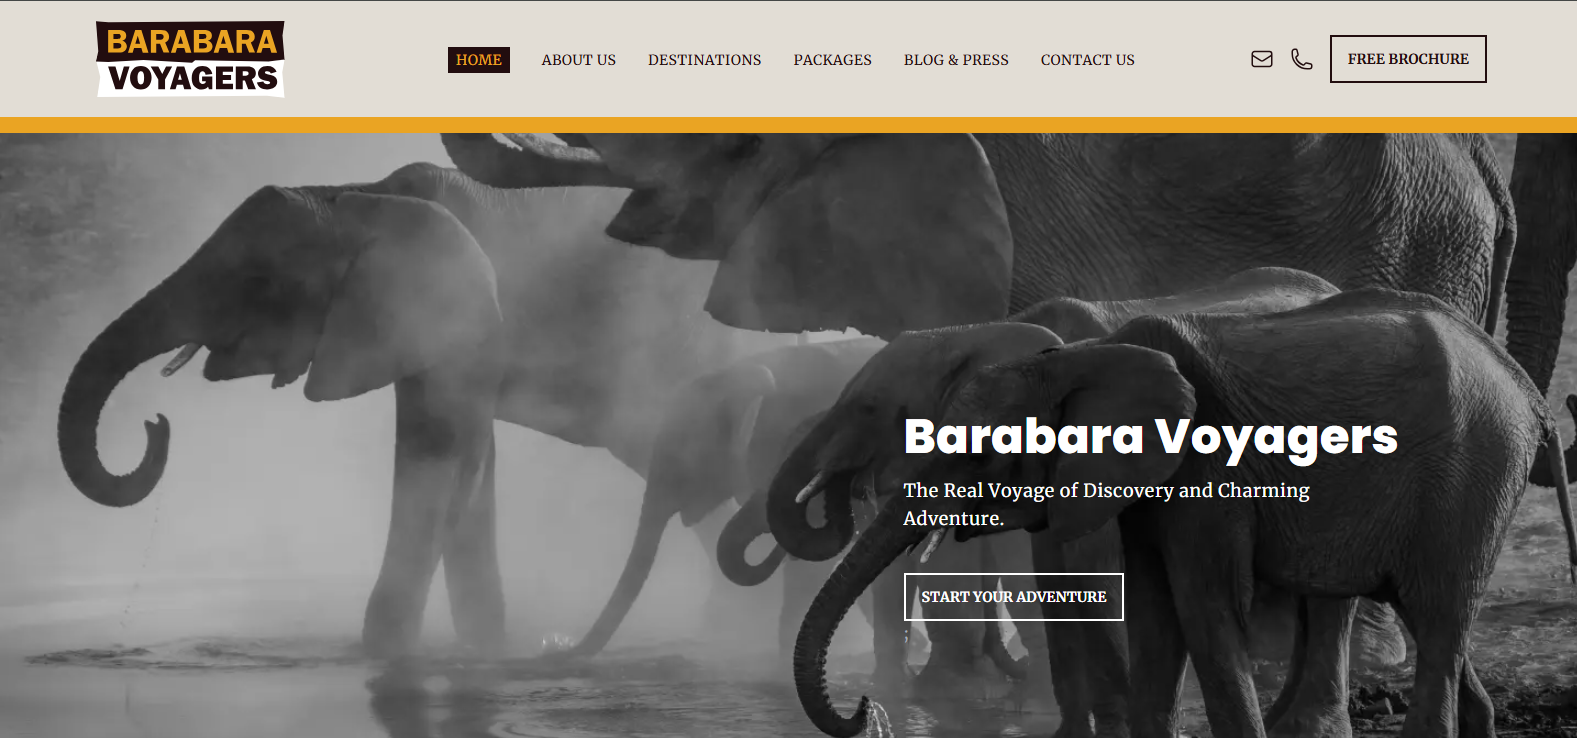 BARABARA
VOYAGERS
HOME
ABOUT US
DESTINATIONS
PACKAGES
BLOG & PRESS
CONTACT US
FREE BROCHURE
Barabara Voyagers
The Real Voyage of Discovery and Charming
Adventure.
START YOUR ADVENTURE